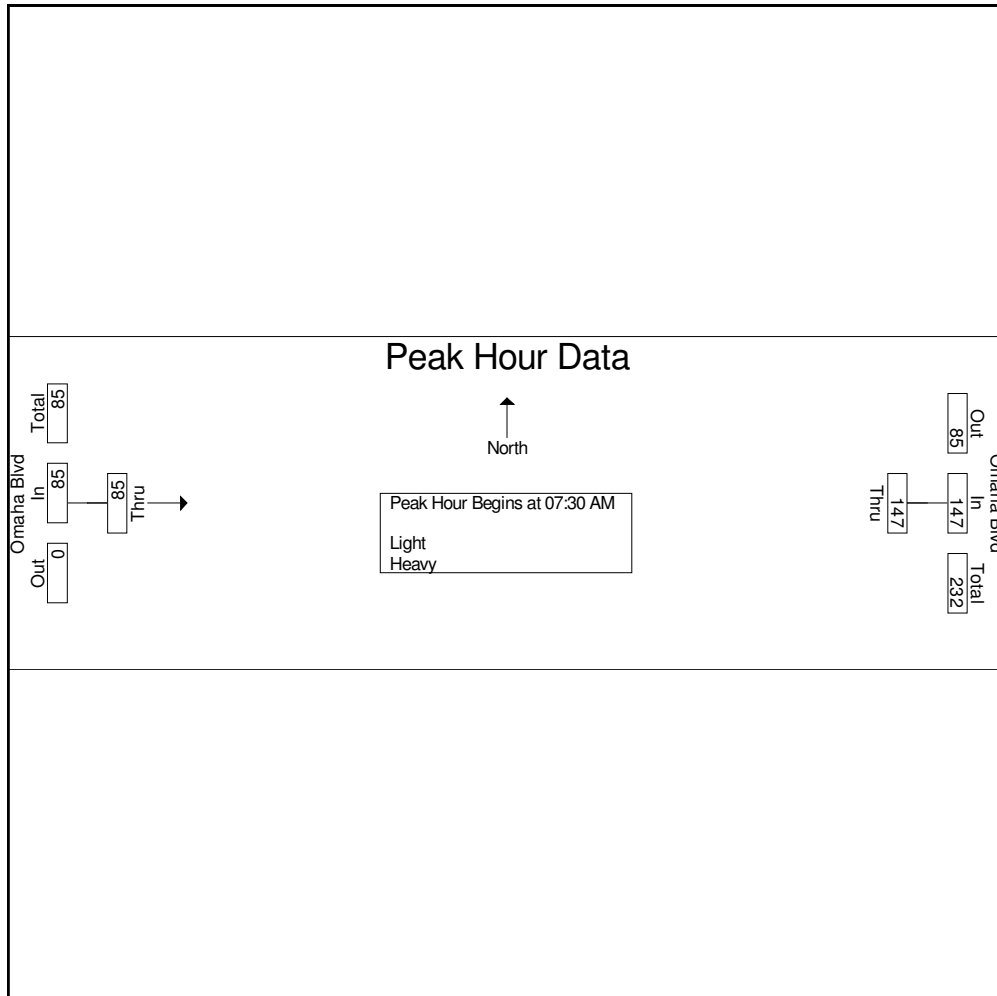 Peak Hour Data
North
Peak Hour Begins at 07:30 AM
Light
Heavy
Omaha Blvd
Total
85
In
85
Out
0
85
Thru
Omaha Blvd
Out
85
In
147
Total
232
147
Thru